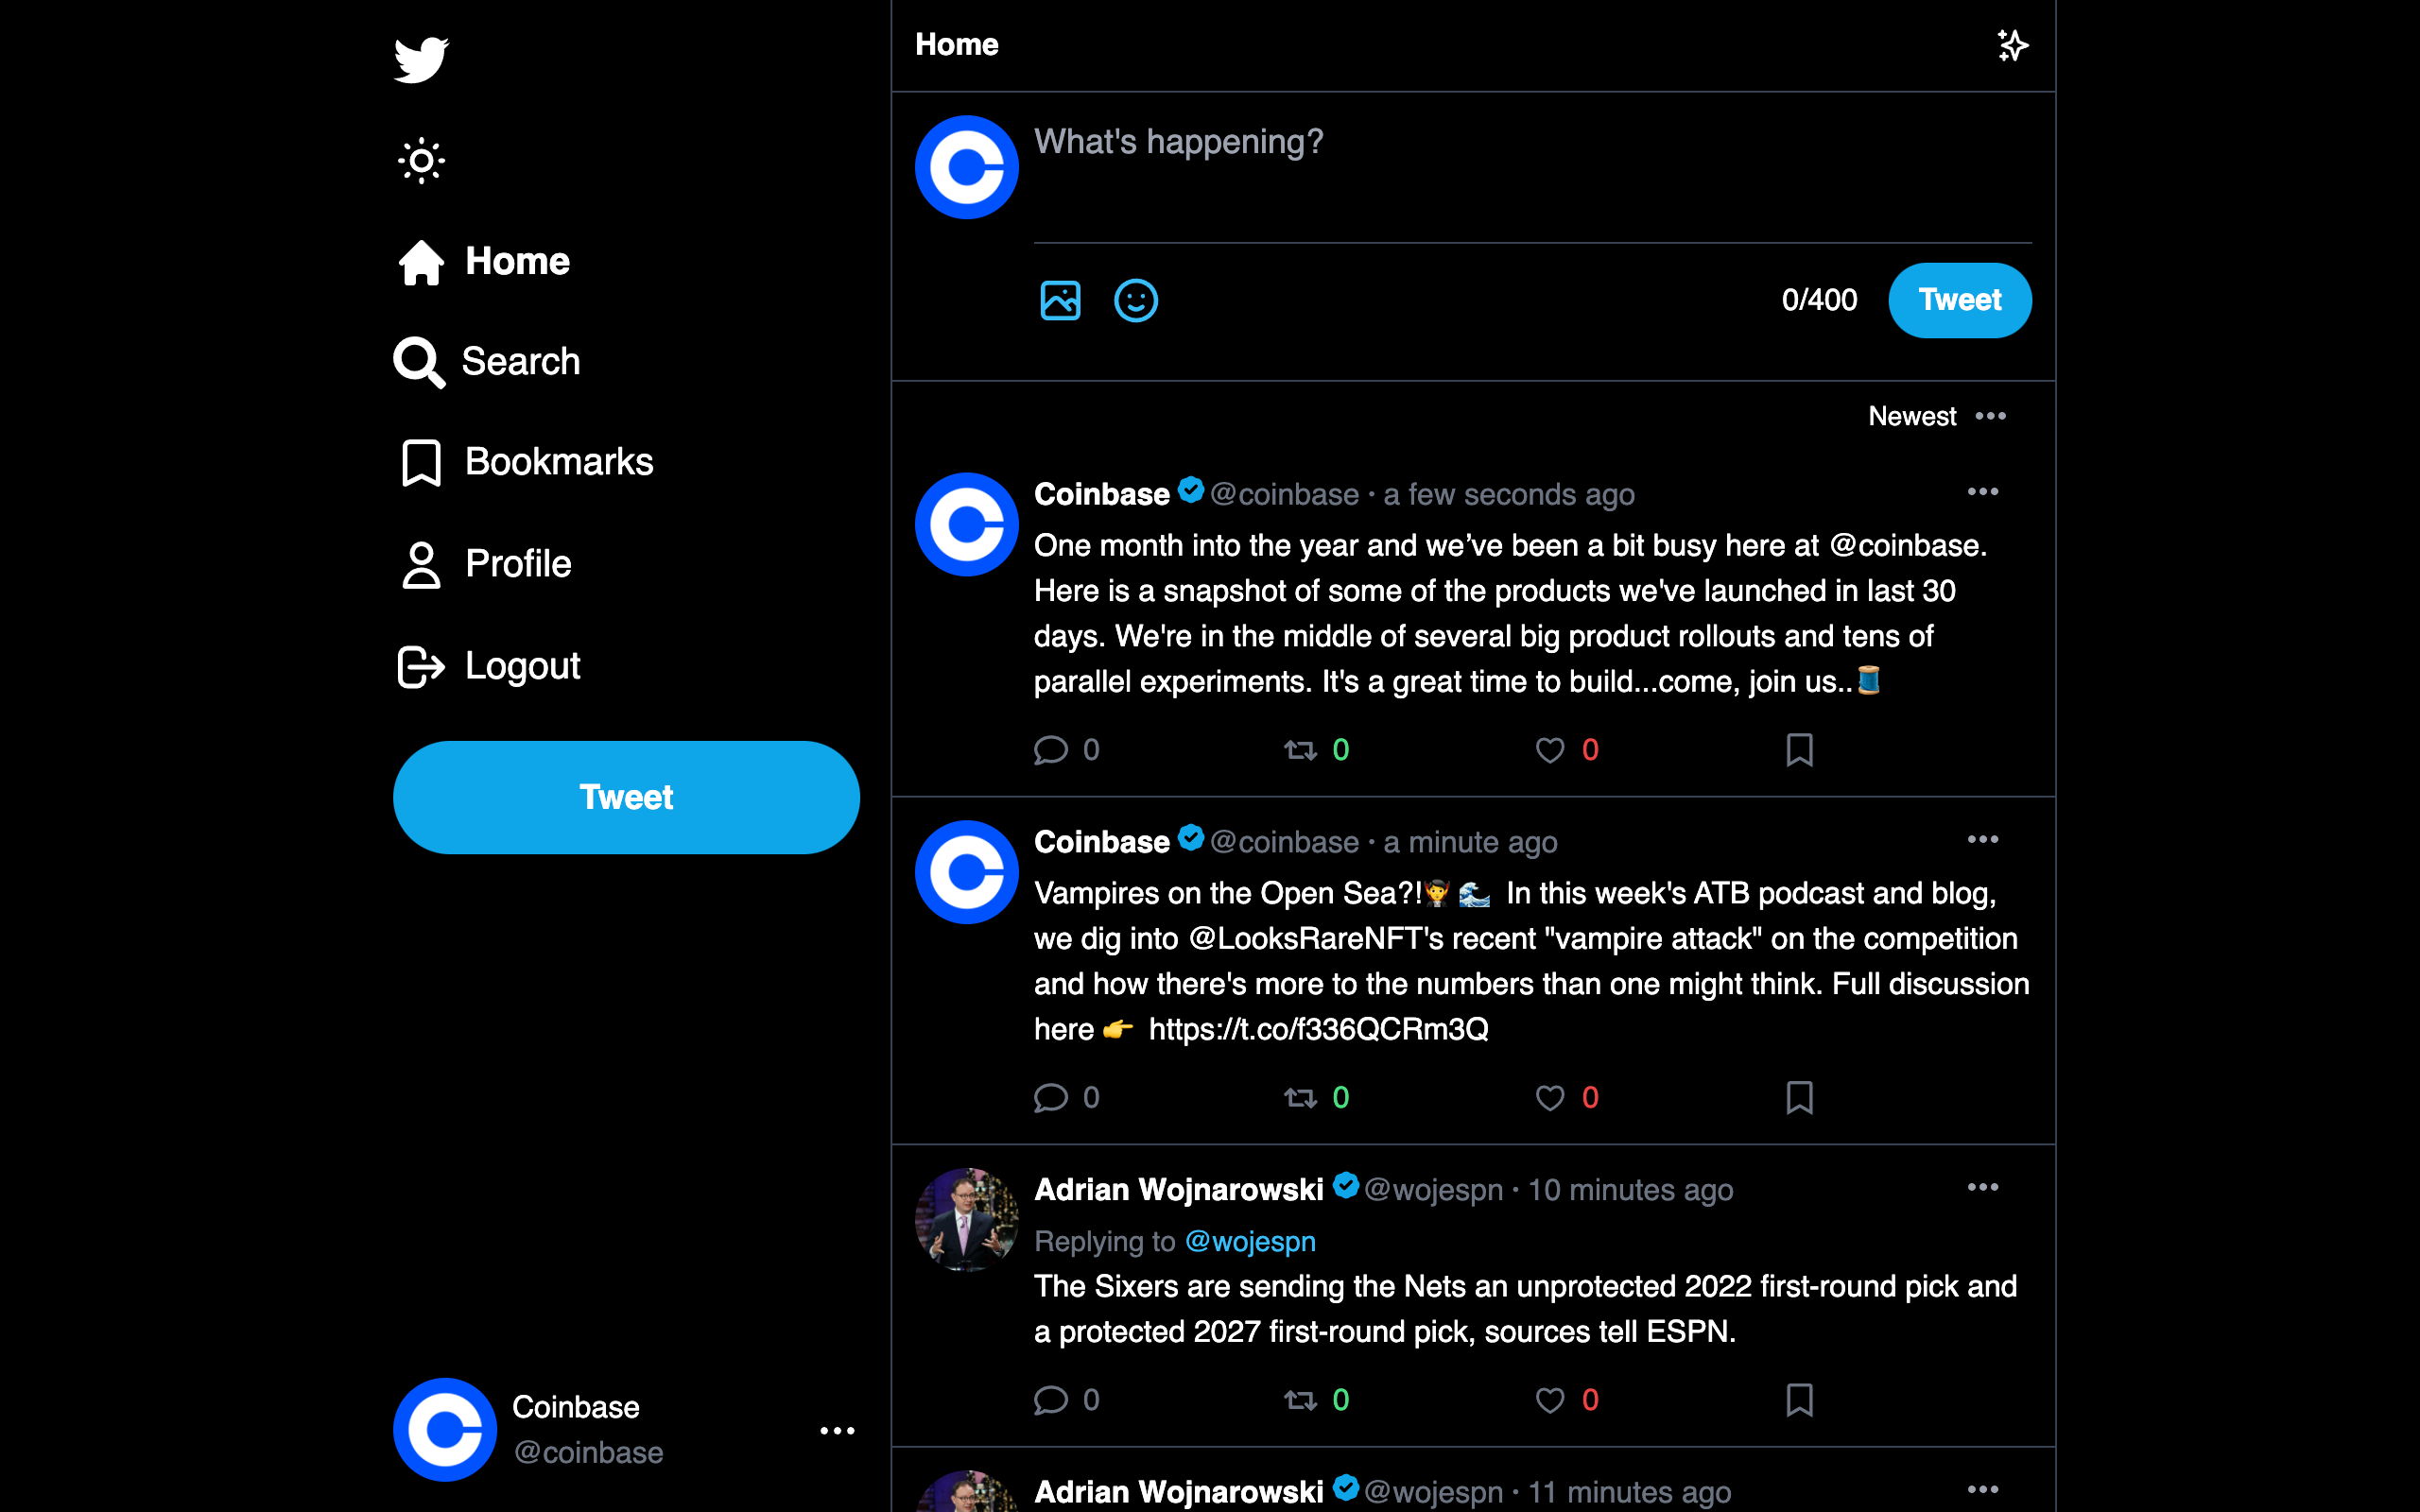 Home
Search
Bookmarks
Profile
Logout
Tweet
Coinbase
@coinbase
Home
What's happening?
0/400 Tweet
Newest
Coinbase @coinbase · a few seconds ago
One month into the year and we’ve been a bit busy here at @coinbase.
Here is a snapshot of some of the products we've launched in last 30
days. We're in the middle of several big product rollouts and tens of
parallel experiments. It's a great time to build...come, join us..🧵
0 0 0
Coinbase @coinbase · a minute ago
Vampires on the Open Sea?!🧛 🌊 In this week's ATB podcast and blog,
we dig into @LooksRareNFT's recent "vampire attack" on the competition
and how there's more to the numbers than one might think. Full discussion
here 👉 https://t.co/f336QCRm3Q
0 0 0
Adrian Wojnarowski @wojespn · 10 minutes ago
Replying to @wojespn
The Sixers are sending the Nets an unprotected 2022 first-round pick and
a protected 2027 first-round pick, sources tell ESPN.
0 0 0
Adrian Wojnarowski @wojespn · 11 minutes ago